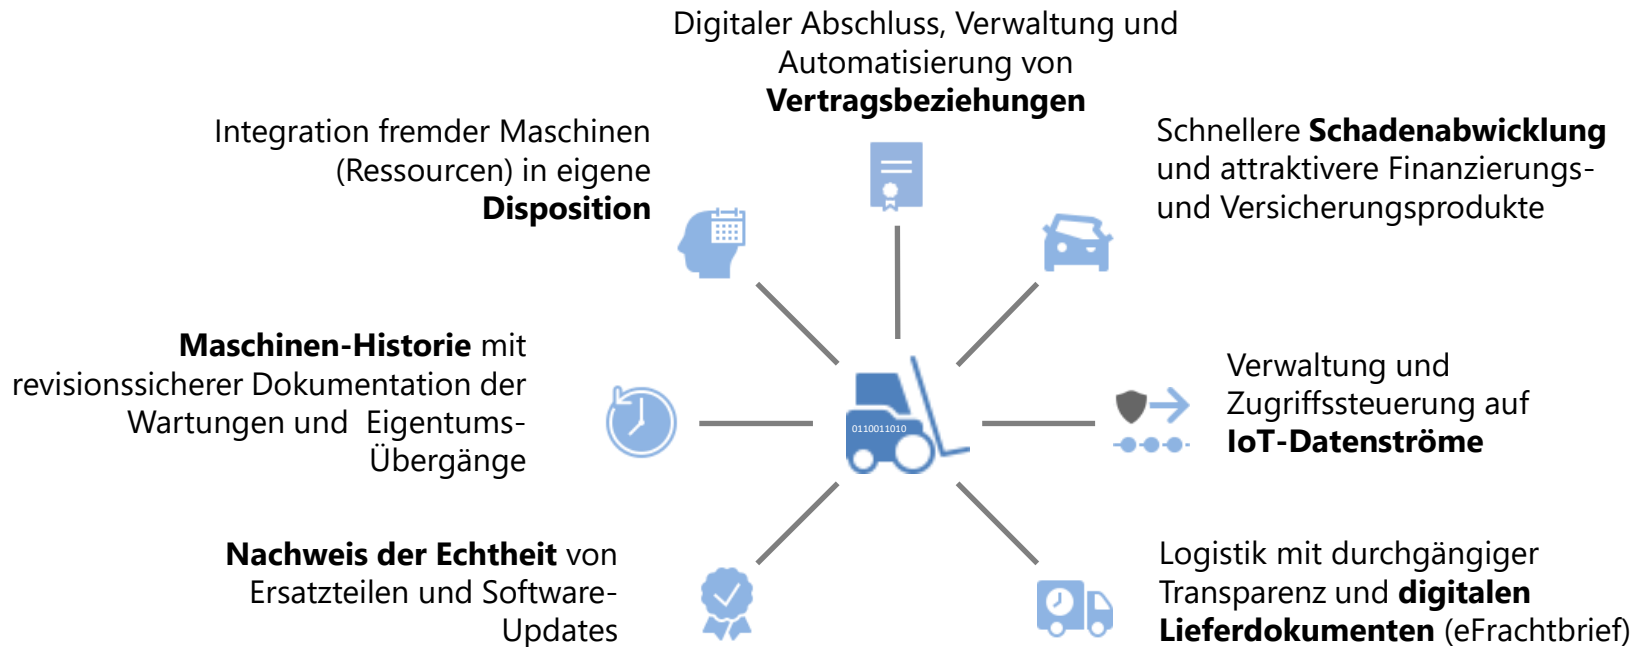 Digitaler Abschluss, Verwaltung und
Automatisierung von
Vertragsbeziehungen
Integration fremder Maschinen
(Ressourcen) in eigene
Disposition
Schnellere Schadenabwicklung
und attraktivere Finanzierungs-
und Versicherungsprodukte
Maschinen-Historie mit
revisionssicherer Dokumentation der
Wartungen und Eigentums-
Übergänge
0110011010
Verwaltung und
Zugriffssteuerung auf
IoT-Datenströme
Nachweis der Echtheit von
Ersatzteilen und Software-
Updates
Logistik mit durchgängiger
Transparenz und digitalen
Lieferdokumenten (eFrachtbrief)